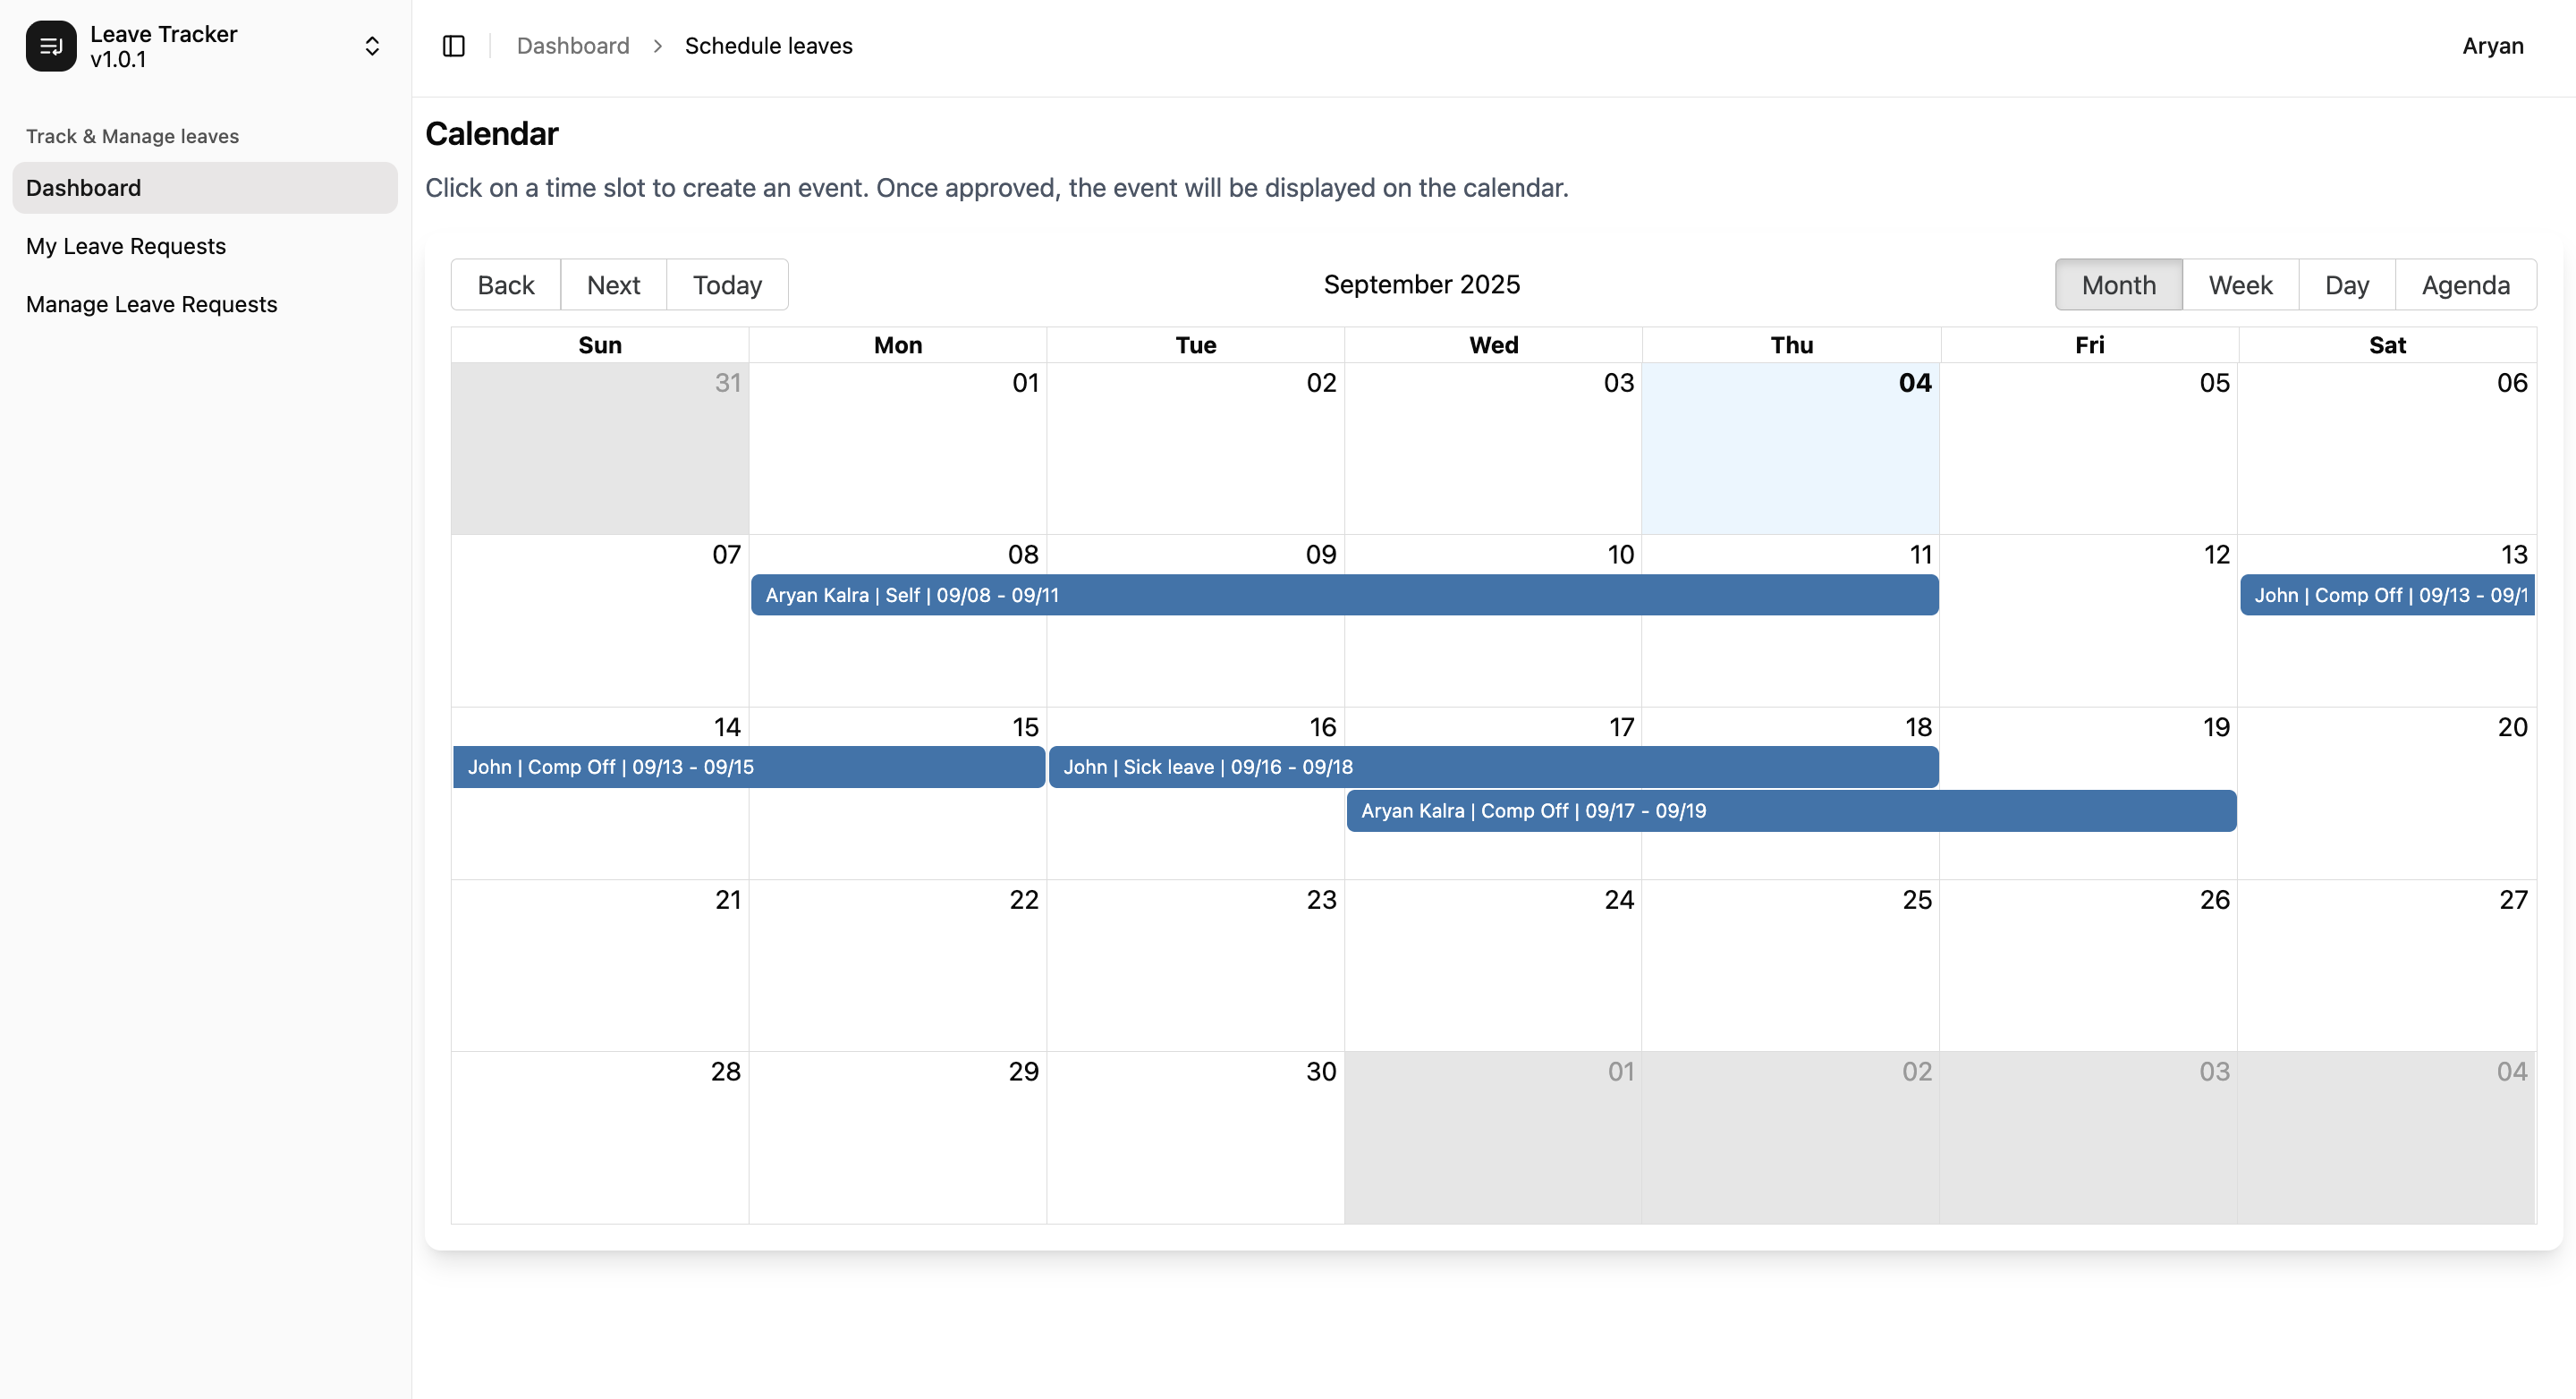 Leave Tracker
v1.0.1
Track & Manage leaves
Dashboard
My Leave Requests
Manage Leave Requests
Dashboard > Schedule leaves
Aryan
Calendar
Click on a time slot to create an event. Once approved, the event will be displayed on the calendar.
Back Next Today
September 2025
Month Week Day Agenda
Sun Mon Tue Wed Thu Fri Sat
31 01 02 03 04 05 06
07 08 09 10 11 12 13
Aryan Kalra | Self | 09/08 - 09/11
John | Comp Off | 09/13 - 09/1
14 15 16 17 18 19 20
John | Comp Off | 09/13 - 09/15
John | Sick leave | 09/16 - 09/18
Aryan Kalra | Comp Off | 09/17 - 09/19
21 22 23 24 25 26 27
28 29 30 01 02 03 04